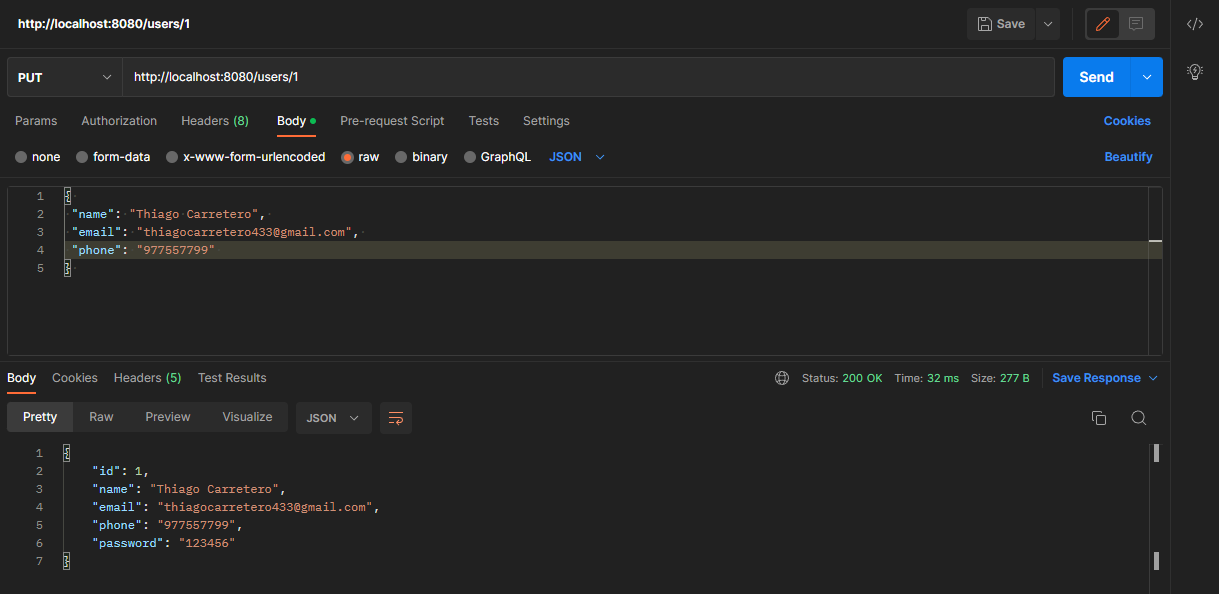 http://localhost:8080/users/1
Save
PUT
http://localhost:8080/users/1
Send
Params Authorization Headers (8) Body Pre-request Script Tests Settings Cookies
none form-data x-www-form-urlencoded raw binary GraphQL JSON Beautify
1 {
2 "name": "Thiago Carretero",
3 "email": "thiagocarretero433@gmail.com",
4 "phone": "977557799"
5 }
Body Cookies Headers (5) Test Results Status: 200 OK Time: 32 ms Size: 277 B Save Response
Pretty Raw Preview Visualize JSON
1 {
2 "id": 1,
3 "name": "Thiago Carretero",
4 "email": "thiagocarretero433@gmail.com",
5 "phone": "977557799",
6 "password": "123456"
7 }